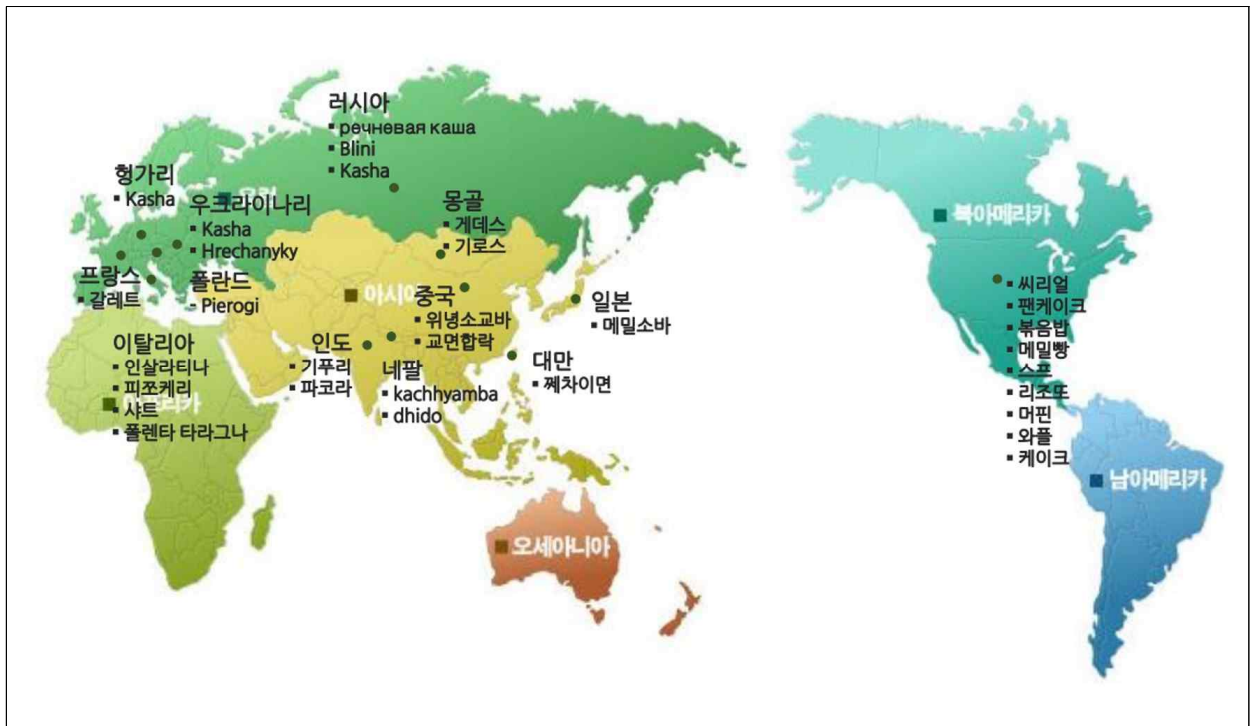 러시아
▪ речневая каша
▪ Blini
▪ Kasha
헝가리
▪ Kasha
우크라이나리
▪ Kasha
▪ Hrechanyky
몽골
▪ 게데스
▪ 기로스
프랑스
▪ 갈레트
폴란드
- Pierogi
아시아
중국
▪ 위녕소교바
▪ 교면합락
일본
▪ 메밀소바
이탈리아
▪ 인살라티나
▪ 피쪼케리
▪ 샤트
▪ 폴렌타 타라그나
인도
▪ 기푸리
▪ 파코라
네팔
▪ kachhyamba
▪ dhido
대만
▪ 쩨차이면
오세아니아
북아메리카
▪ 씨리얼
▪ 팬케이크
▪ 볶음밥
▪ 메밀빵
▪ 스프
▪ 리조또
▪ 머핀
▪ 와플
▪ 케이크
남아메리카